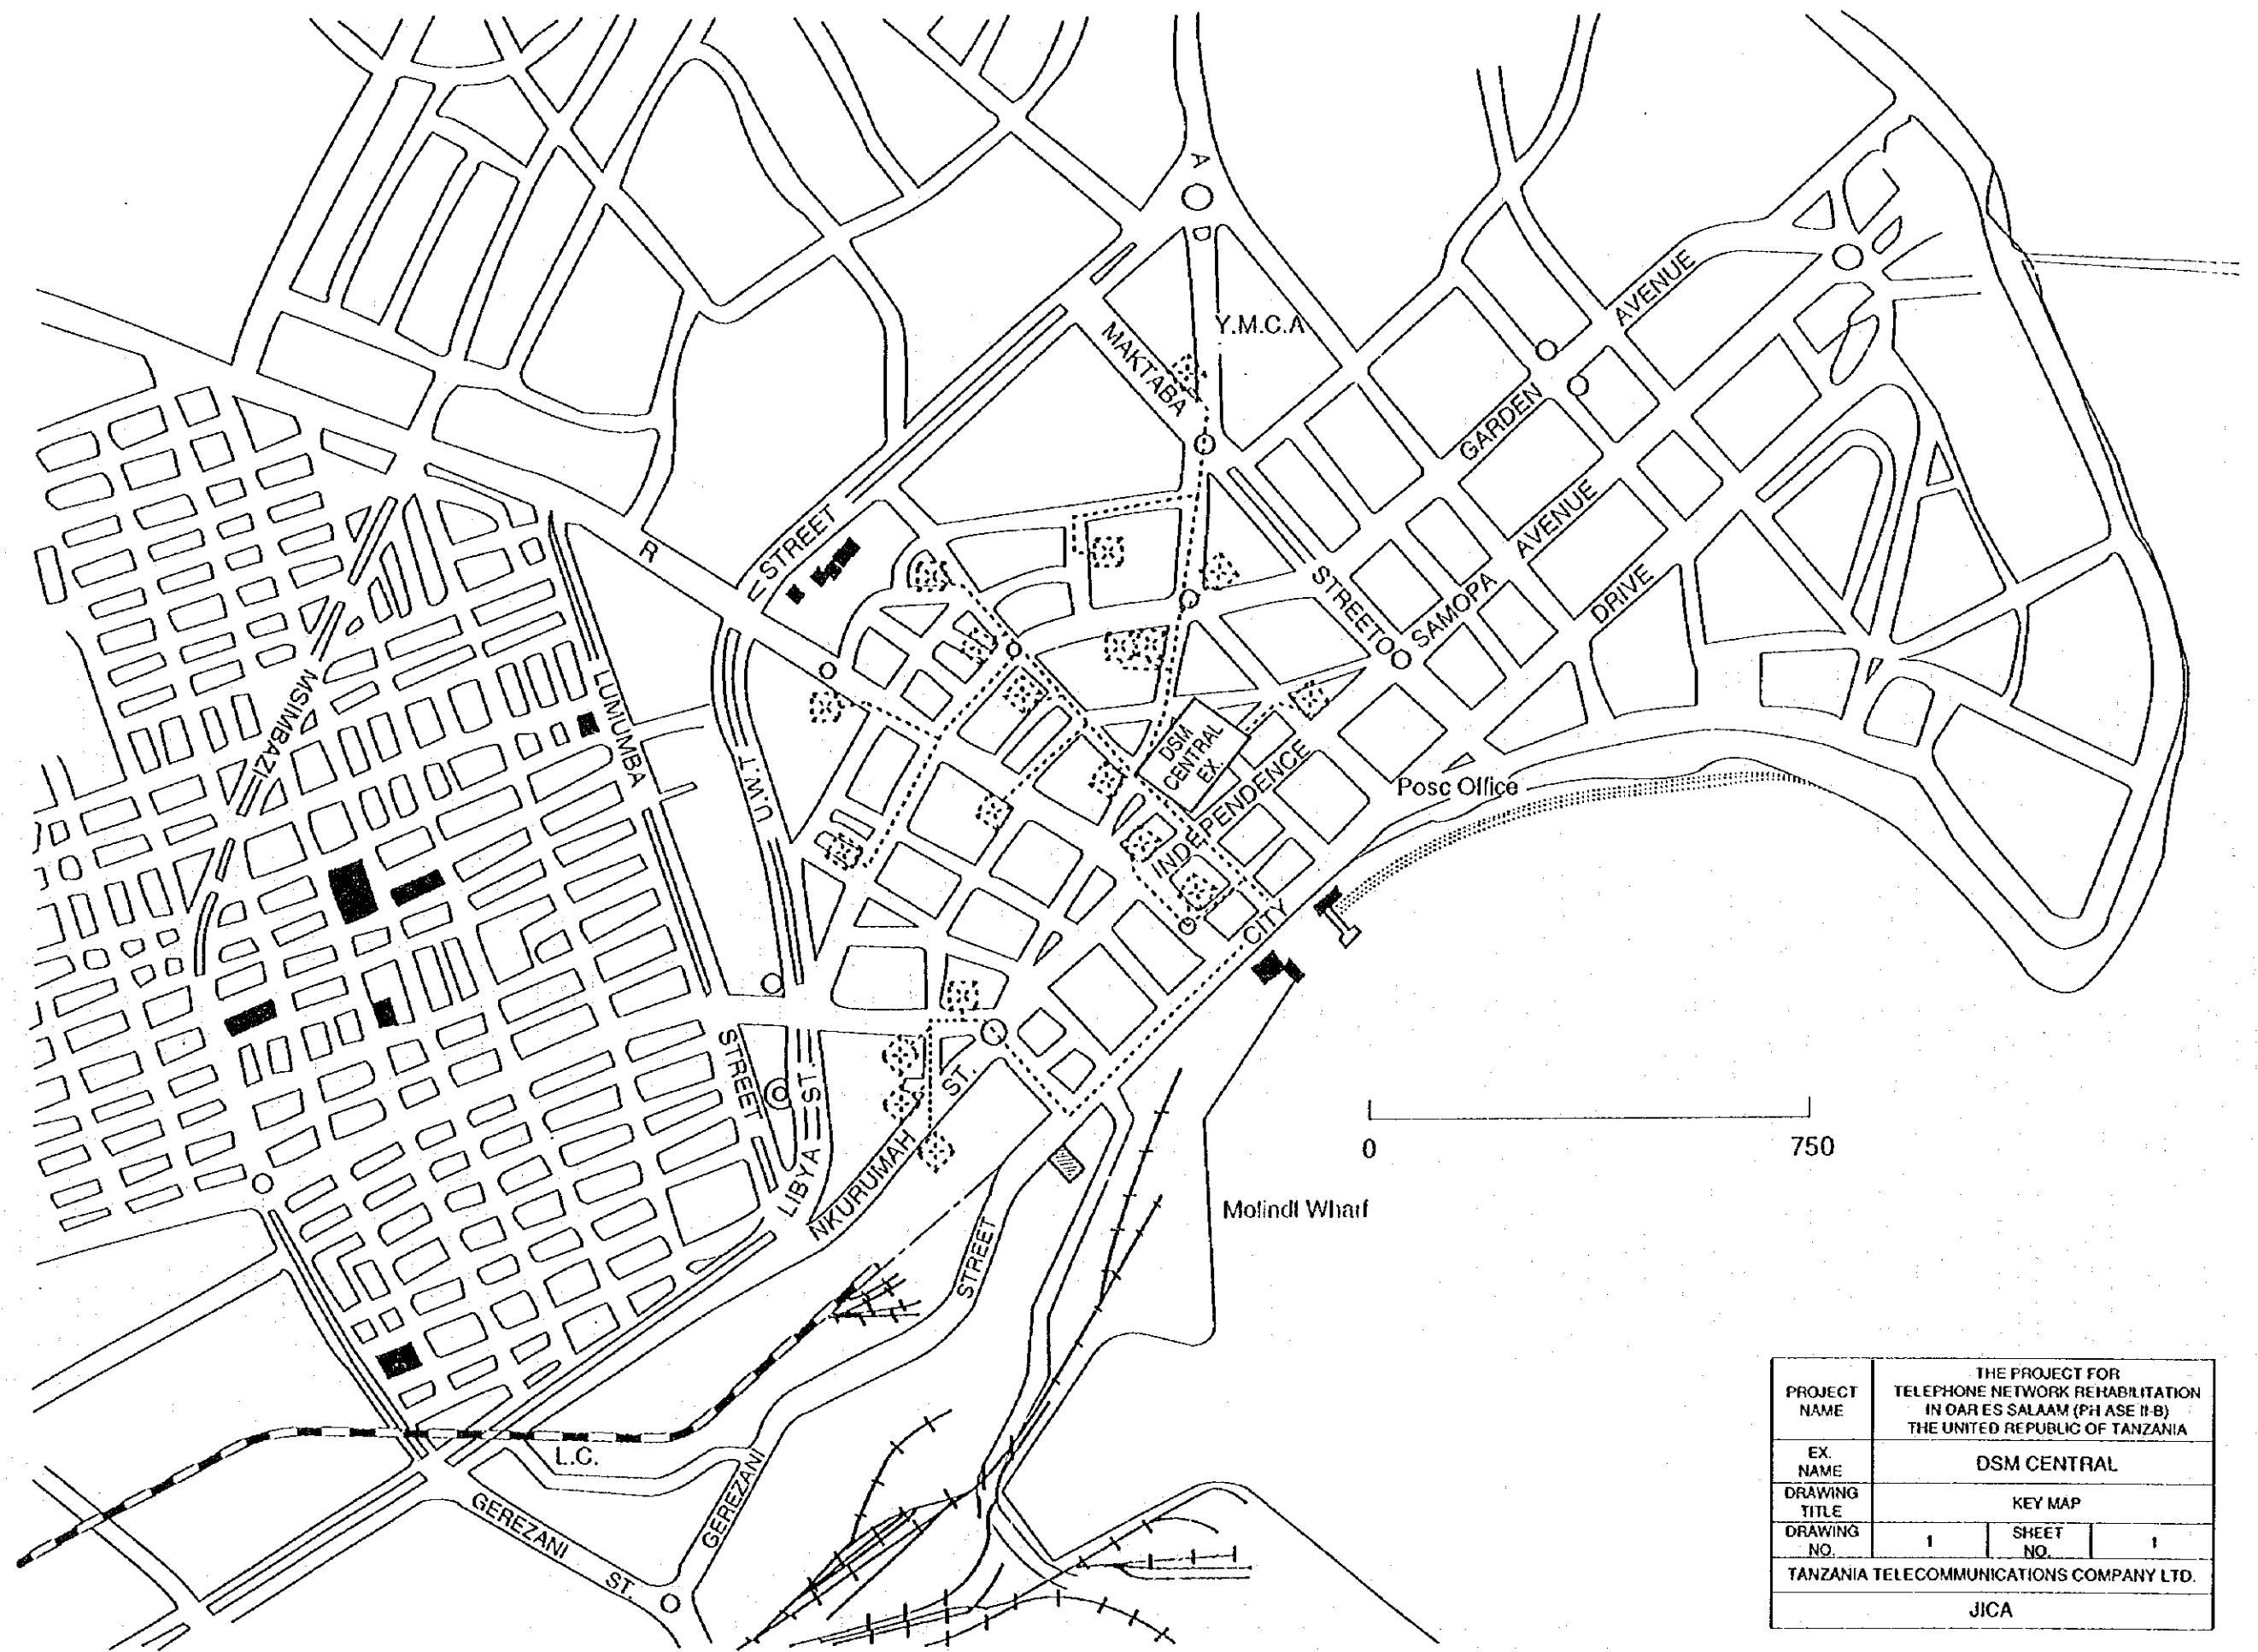 A
D
Y.M.C.A
MAKTABA
AVENUE
GARDEN
AVENUE
STREET
SAMOPA
DRIVE
STREET
R
MSIMBAZI
LUMUMBA
U.W.T
DSM
CENTRAL
EX.
INDEPENDENCE
Posc Office
CITY
STREET
LIBYA ST.
NKURUMAH ST.
STREET
0
750
Molindl Wharf
L.C.
GEREZANI ST.
GEREZANI
PROJECT
NAME
THE PROJECT FOR
TELEPHONE NETWORK REHABILITATION
IN OAR ES SALAAM (PH ASE II-B)
THE UNITED REPUBLIC OF TANZANIA
EX.
NAME
DSM CENTRAL
DRAWING
TITLE
KEY MAP
DRAWING
NO.
1
SHEET
NO.
1
TANZANIA TELECOMMUNICATIONS COMPANY LTD.
JICA